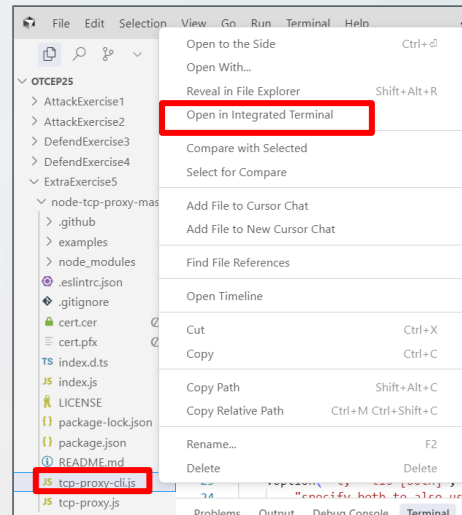 File Edit Selection View Go Run Terminal Help
OTCEP25
AttackExercise1
AttackExercise2
DefendExercise3
DefendExercise4
ExtraExercise5
node-tcp-proxy-mas
.github
examples
node_modules
.eslintrc.json
.gitignore
cert.cer
cert.pfx
TS index.d.ts
JS index.js
LICENSE
{} package-lock.json
{} package.json
README.md
JS tcp-proxy-cli.js
JS tcp-proxy.js
Open to the Side Ctrl+⏎
Open With...
Reveal in File Explorer Shift+Alt+R
Open in Integrated Terminal
Compare with Selected
Select for Compare
Add File to Cursor Chat
Add File to New Cursor Chat
Find File References
Open Timeline
Cut Ctrl+X
Copy Ctrl+C
Copy Path Shift+Alt+C
Copy Relative Path Ctrl+M Ctrl+Shift+C
Rename... F2
Delete Delete
24 "specify both to also us
Problems Output Debug Console Terminal